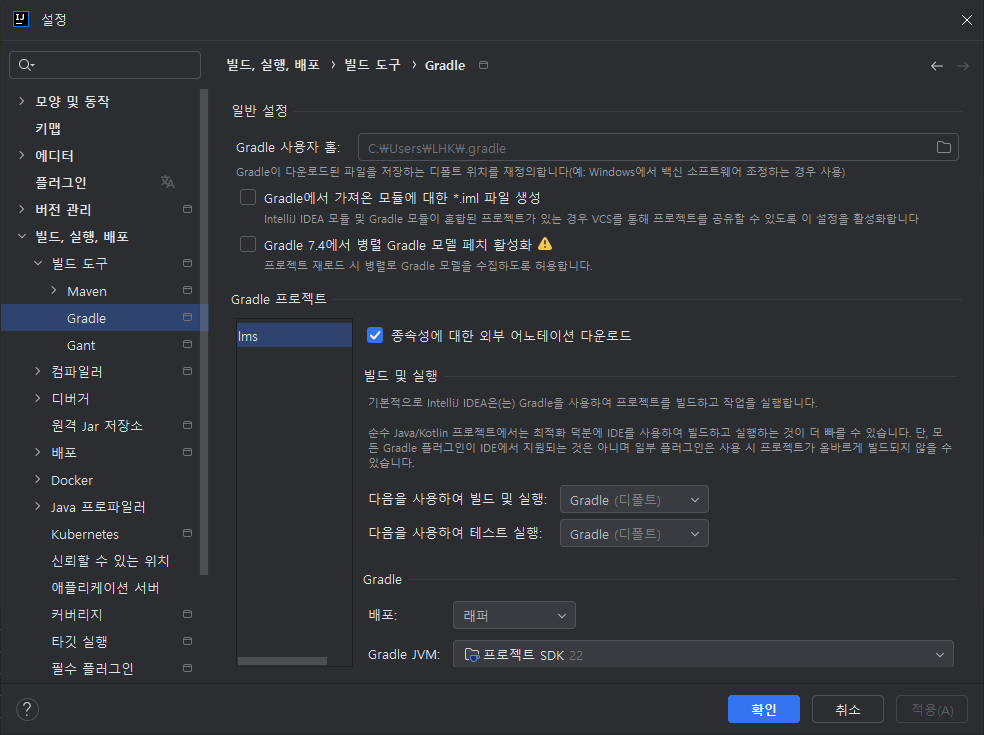 IJ 설정
빌드, 실행, 배포 › 빌드 도구 › Gradle
모양 및 동작
키맵
에디터
플러그인
버전 관리
빌드, 실행, 배포
빌드 도구
Maven
Gradle
Gant
컴파일러
디버거
원격 Jar 저장소
배포
Docker
Java 프로파일러
Kubernetes
신뢰할 수 있는 위치
애플리케이션 서버
커버리지
타깃 실행
필수 플러그인
일반 설정
Gradle 사용자 홈: C:₩Users₩LHK₩.gradle
Gradle이 다운로드된 파일을 저장하는 디폴트 위치를 재정의합니다(예: Windows에서 백신 소프트웨어 조정하는 경우 사용)
Gradle에서 가져온 모듈에 대한 *.iml 파일 생성
IntelliJ IDEA 모듈 및 Gradle 모듈이 혼합된 프로젝트가 있는 경우 VCS를 통해 프로젝트를 공유할 수 있도록 이 설정을 활성화합니다
Gradle 7.4에서 병렬 Gradle 모델 페치 활성화
프로젝트 재로드 시 병렬로 Gradle 모델을 수집하도록 허용합니다.
Gradle 프로젝트
lms
종속성에 대한 외부 어노테이션 다운로드
빌드 및 실행
기본적으로 IntelliJ IDEA은(는) Gradle을 사용하여 프로젝트를 빌드하고 작업을 실행합니다.
순수 Java/Kotlin 프로젝트에서는 최적화 덕분에 IDE를 사용하여 빌드하고 실행하는 것이 더 빠를 수 있습니다. 단, 모
든 Gradle 플러그인이 IDE에서 지원되는 것은 아니며 일부 플러그인은 사용 시 프로젝트가 올바르게 빌드되지 않을 수
있습니다.
다음을 사용하여 빌드 및 실행: Gradle (디폴트)
다음을 사용하여 테스트 실행: Gradle (디폴트)
Gradle
배포: 래퍼
Gradle JVM: 프로젝트 SDK 22
? 확인 취소 적용(A)